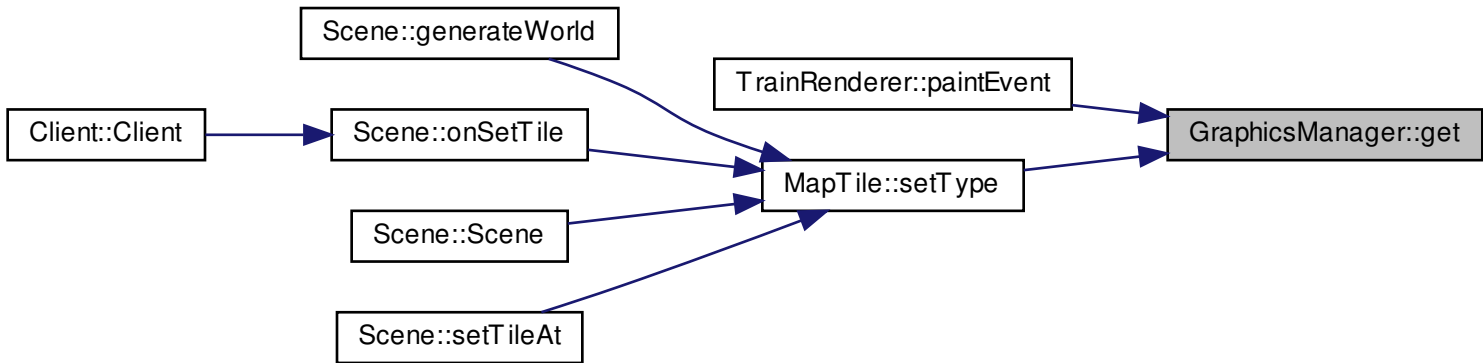 Scene::generateWorld
TrainRenderer::paintEvent
Client::Client
Scene::onSetTile
GraphicsManager::get
MapTile::setType
Scene::Scene
Scene::setTileAt